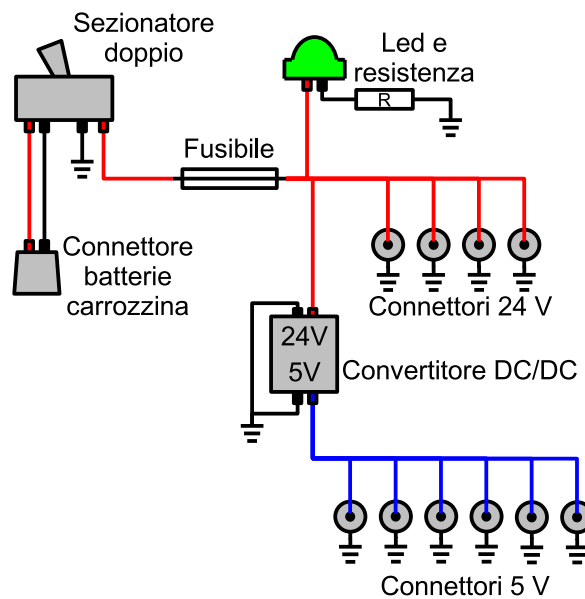 Sezionatore
doppio
Led e
resistenza
R
Fusibile
Connettore
batterie
carrozzina
Connettori 24 V
24V
5V
Convertitore DC/DC
Connettori 5 V